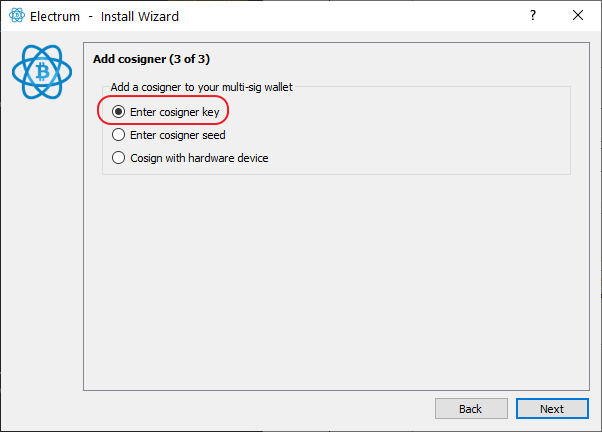 Electrum - Install Wizard
?
Add cosigner (3 of 3)
Add a cosigner to your multi-sig wallet
Enter cosigner key
Enter cosigner seed
Cosign with hardware device
Back
Next